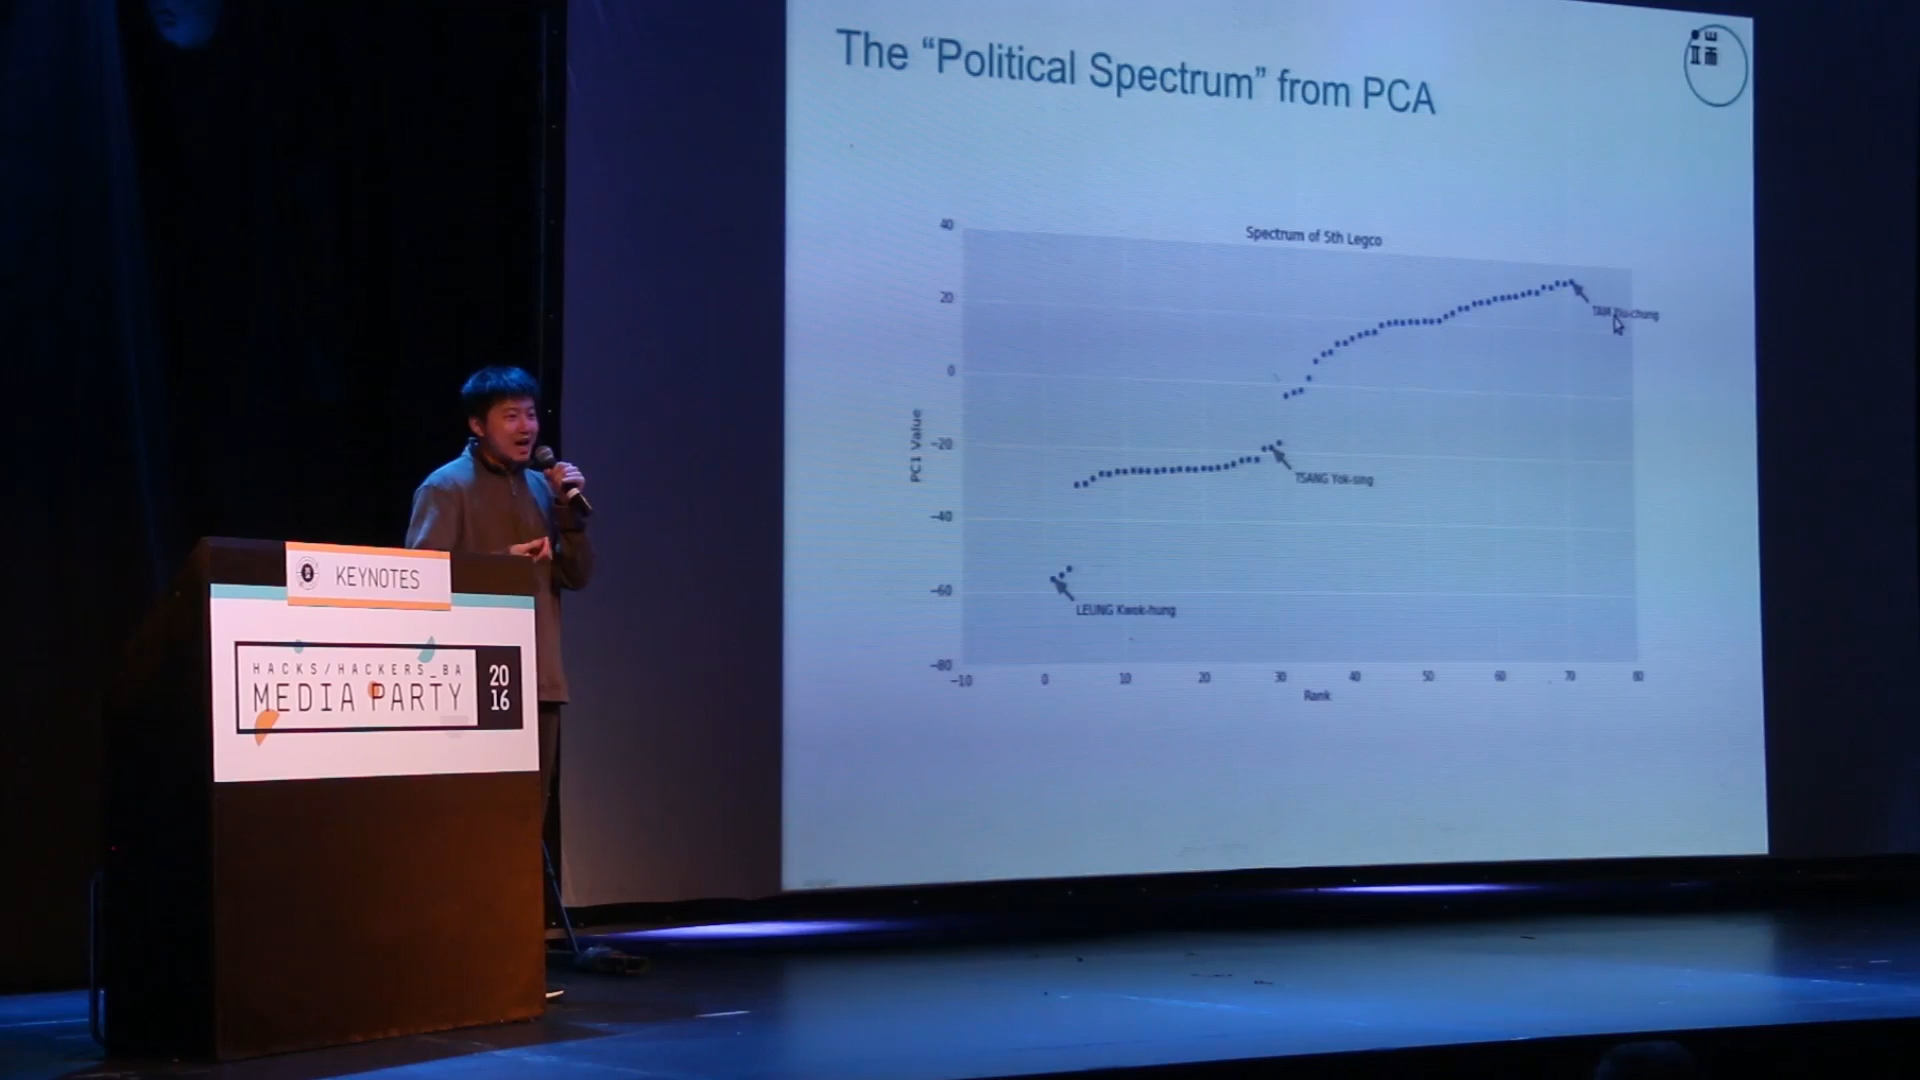 The “Political Spectrum” from PCA
Spectrum of 5th Legco
40
20
0
−20
−40
−60
−80
PC1 Value
−10 0 10 20 30 40 50 60 70 80
Rank
TSANG Yok-sing
LEUNG Kwok-hung
KEYNOTES
HACKS/HACKERS_BA
MEDIA PARTY
20
16